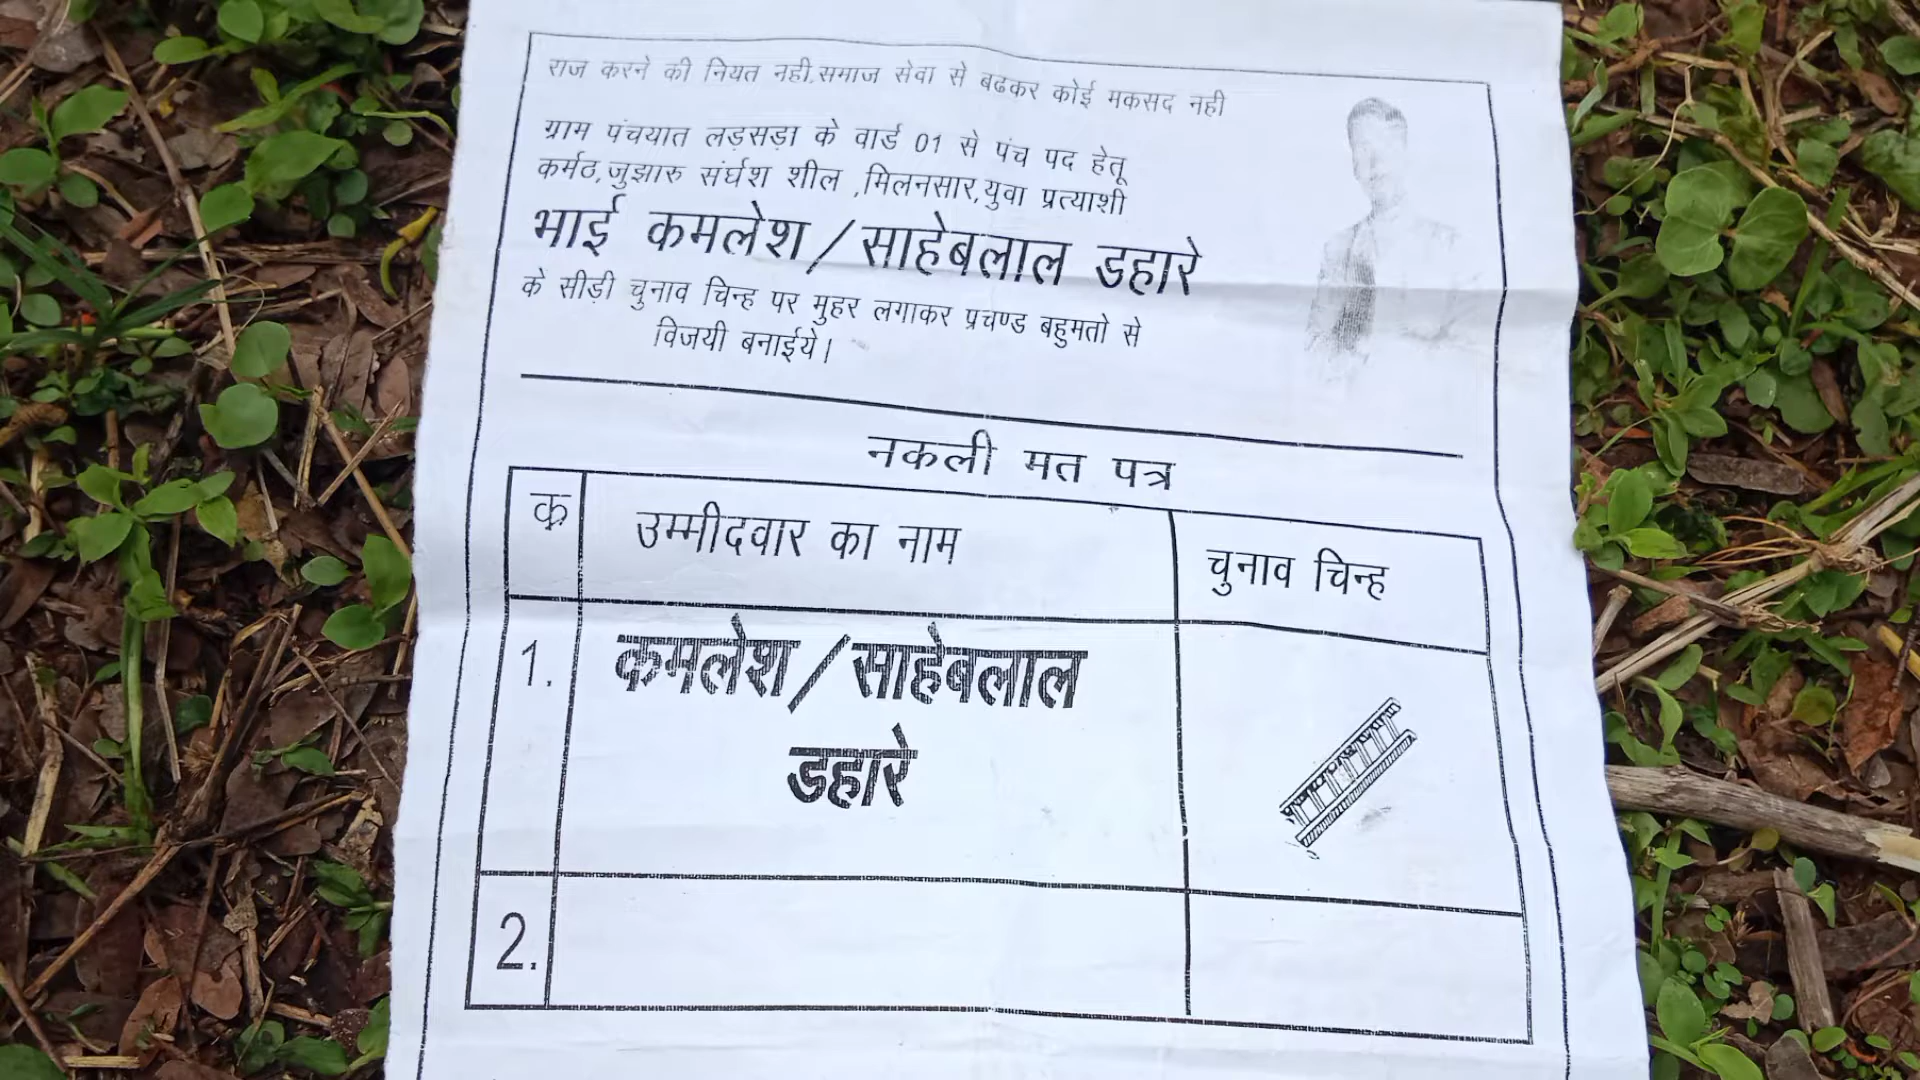 राज करने की नियत नही,समाज सेवा से बढकर कोई मकसद नही
ग्राम पंचयात लड़सड़ा के वार्ड 01 से पंच पद हेतू
कर्मठ,जुझारु संर्घश शील ,मिलनसार,युवा प्रत्याशी
भाई कमलेश/साहेबलाल डहारे
के सीड़ी चुनाव चिन्ह पर मुहर लगाकर प्रचण्ड बहुमतो से
विजयी बनाईये।
नकली मत पत्र
क्र उम्मीदवार का नाम चुनाव चिन्ह
1. कमलेश/साहेबलाल
डहारे
2.